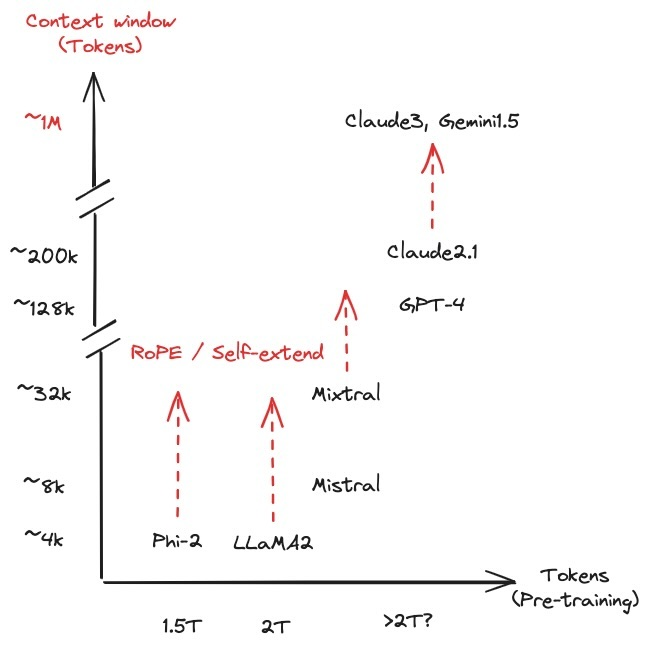 Context window
(Tokens)
~1M
Claude3, Gemini1.5
~200k
Claude2.1
~128k
GPT-4
RoPE / Self-extend
~32k
Mixtral
~8k
Mistral
~4k
Phi-2
LLaMA2
Tokens
(Pre-training)
1.5T
2T
>2T?